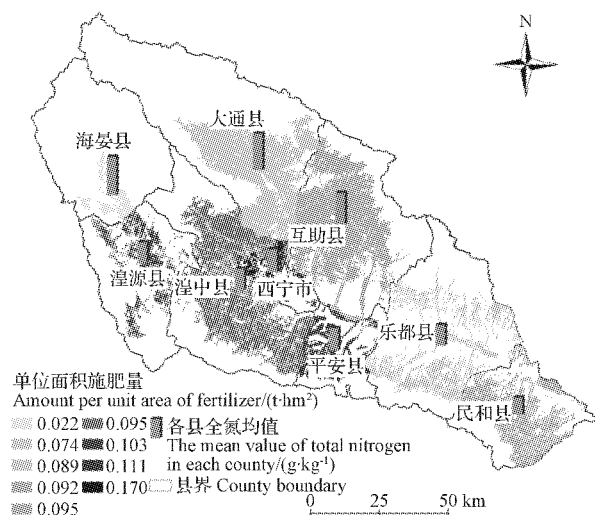 N
大通县
海晏县
互助县
湟源县
湟中县
西宁市
乐都县
平安县
民和县
单位面积施肥量
Amount per unit area of fertilizer/(t·hm²)
0.022 0.095 各县全氮均值
0.074 0.103 The mean value of total nitrogen
0.089 0.111 in each county/(g·kg⁻¹)
0.092 0.170 县界 County boundary
0.095
0 25 50 km